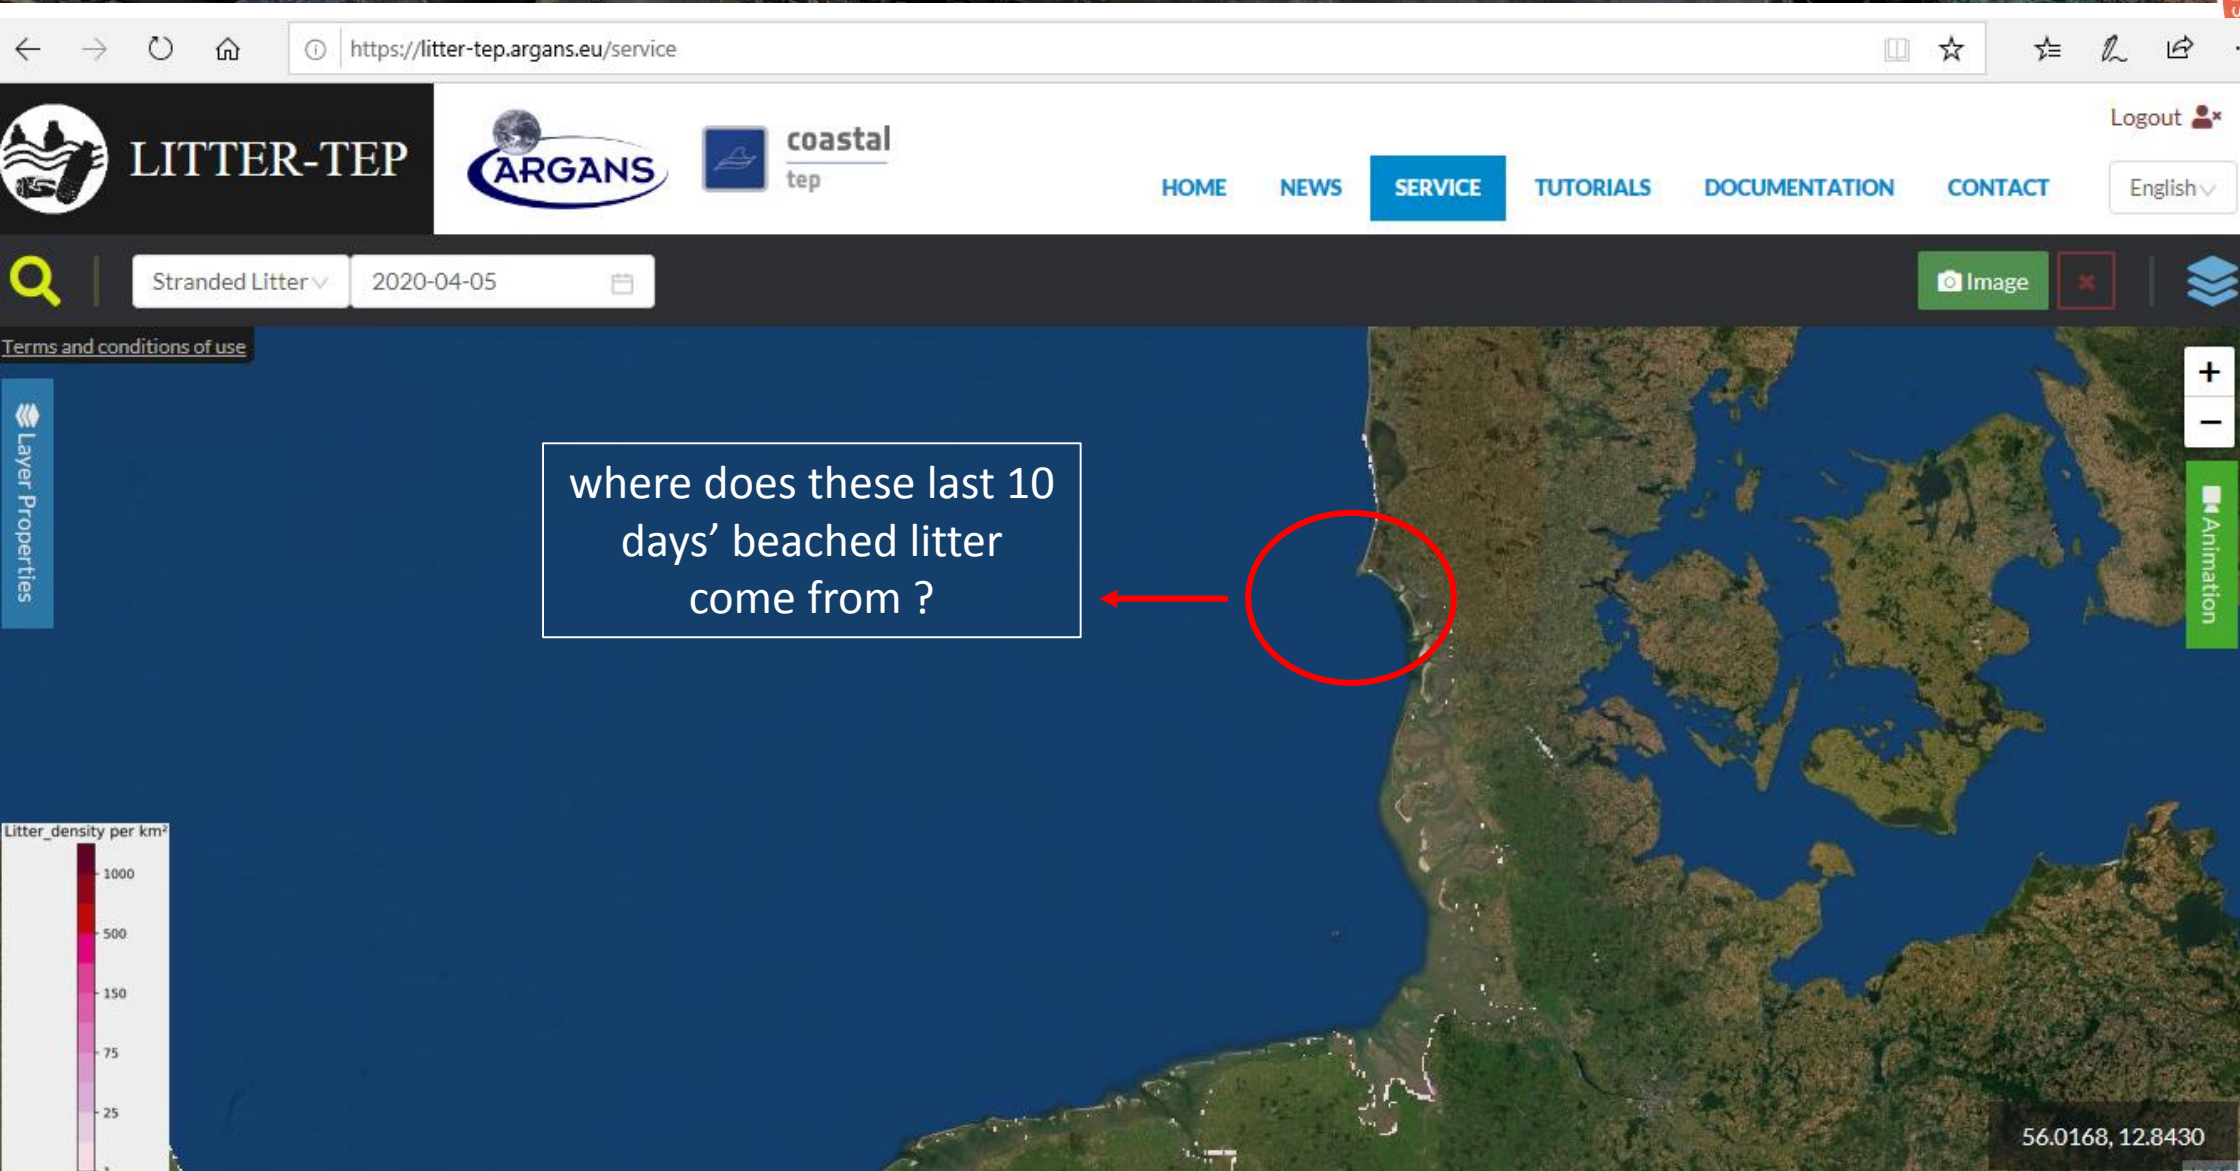 https://litter-tep.argans.eu/service
LITTER-TEP
ARGANS
coastal
tep
Logout
HOME NEWS SERVICE TUTORIALS DOCUMENTATION CONTACT
English
Stranded Litter
2020-04-05
Image
Terms and conditions of use
Layer Properties
where does these last 10
days’ beached litter
come from ?
+
−
Animation
Litter_density per km²
1000
500
150
75
25
56.0168, 12.8430